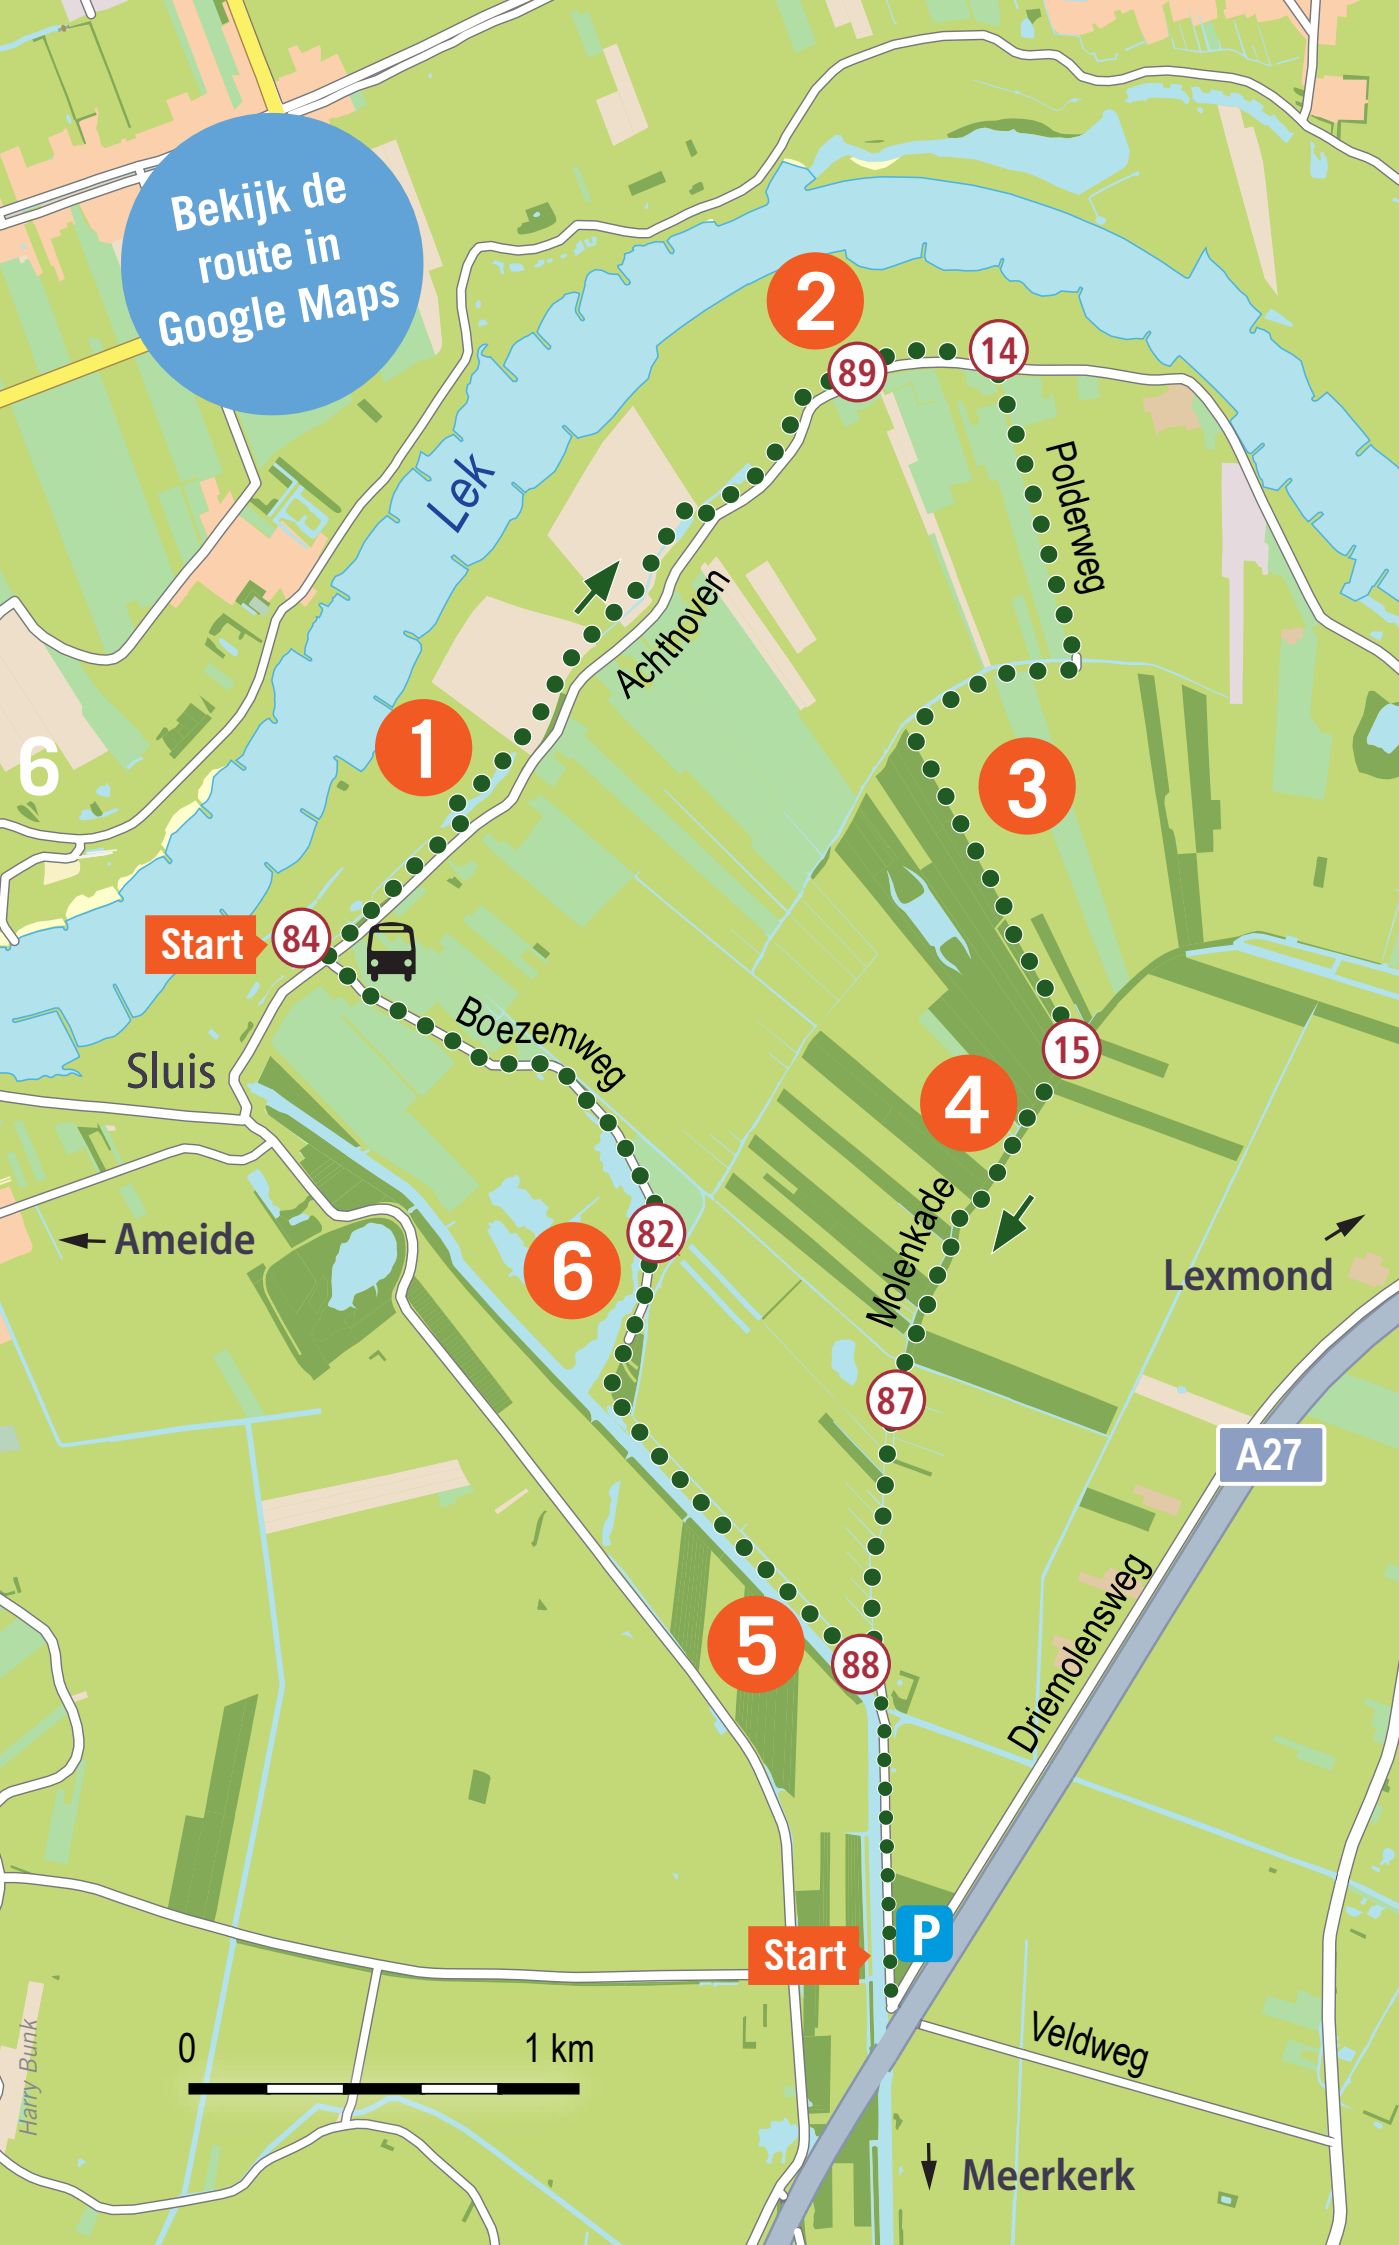 Bekijk de
route in
Google Maps
2
89
14
Lek
Polderweg
Achthoven
1
3
6
Start
84
15
Boezemweg
Sluis
4
Ameide
82
6
Molenkade
Lexmond
87
A27
5
88
Driemolensweg
Start
P
0
1 km
Veldweg
Harry Bunk
Meerkerk